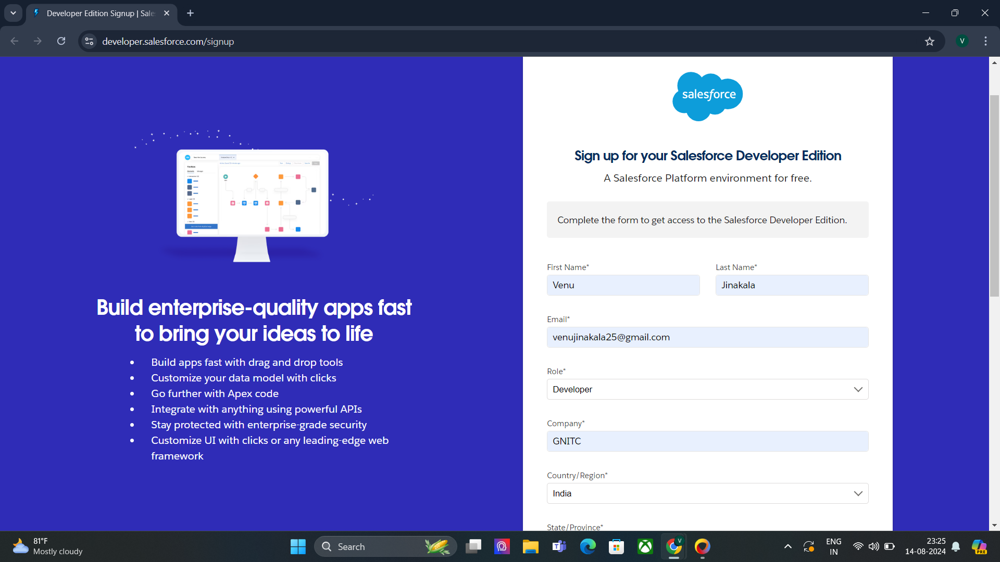 Developer Edition Signup | Sale
developer.salesforce.com/signup
V
salesforce
Sign up for your Salesforce Developer Edition
A Salesforce Platform environment for free.
Complete the form to get access to the Salesforce Developer Edition.
First Name*
Last Name*
Venu
Jinakala
Email*
venujinakala25@gmail.com
Role*
Developer
Company*
GNITC
Country/Region*
India
State/Province*
Toolbox
Build enterprise-quality apps fast
to bring your ideas to life
• Build apps fast with drag and drop tools
• Customize your data model with clicks
• Go further with Apex code
• Integrate with anything using powerful APIs
• Stay protected with enterprise-grade security
• Customize UI with clicks or any leading-edge web
framework
81°F
Mostly cloudy
Search
V
ENG
IN
23:25
14-08-2024
PRE